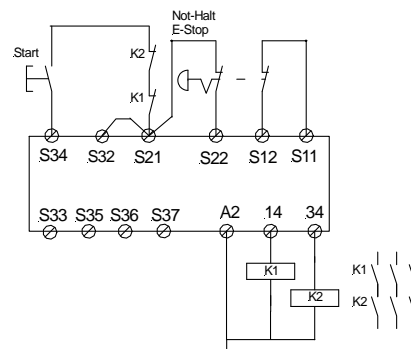 Not-Halt
E-Stop
Start
K2
K1
S34 S32 S21 S22 S12 S11
S33 S35 S36 S37 A2 14 34
K1
K2
K1
K2